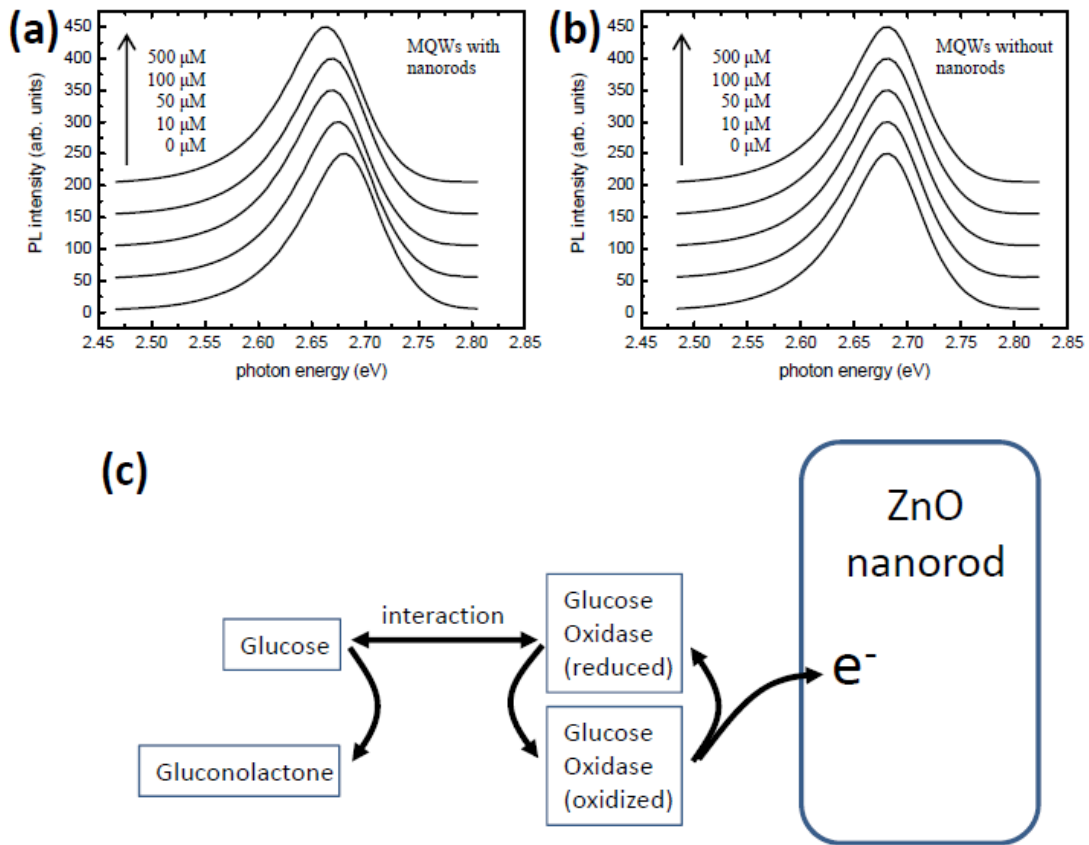 (a)
450
400
350
300
250
200
150
100
50
0
PL intensity (arb. units)
500 μM
100 μM
50 μM
10 μM
0 μM
MQWs with
nanorods
2.45 2.50 2.55 2.60 2.65 2.70 2.75 2.80 2.85
photon energy (eV)
(b)
450
400
350
300
250
200
150
100
50
0
PL intensity (arb. units)
500 μM
100 μM
50 μM
10 μM
0 μM
MQWs without
nanorods
2.45 2.50 2.55 2.60 2.65 2.70 2.75 2.80 2.85
photon energy (eV)
(c)
Glucose
interaction
Glucose
Oxidase
(reduced)
Gluconolactone
Glucose
Oxidase
(oxidized)
ZnO
nanorod
e-